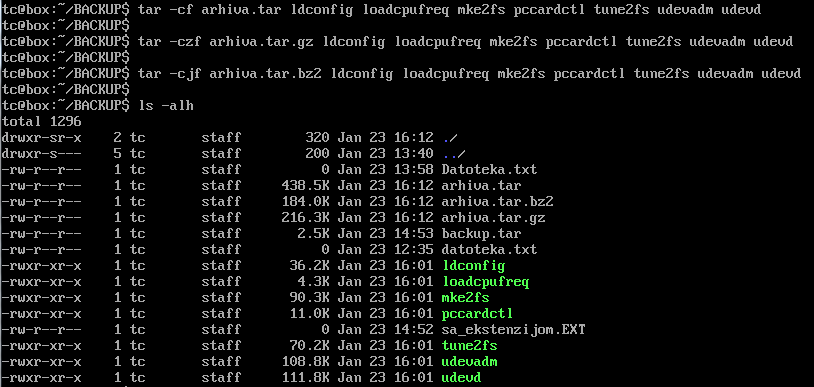 tc@box:~/BACKUP$ tar -cf arhiva.tar ldconfig loadcpufreq mke2fs pccardctl tune2fs udevadm udevd
tc@box:~/BACKUP$
tc@box:~/BACKUP$ tar -czf arhiva.tar.gz ldconfig loadcpufreq mke2fs pccardctl tune2fs udevadm udevd
tc@box:~/BACKUP$
tc@box:~/BACKUP$ tar -cjf arhiva.tar.bz2 ldconfig loadcpufreq mke2fs pccardctl tune2fs udevadm udevd
tc@box:~/BACKUP$
tc@box:~/BACKUP$ ls -alh
total 1296
drwxr-sr-x 2 tc staff 320 Jan 23 16:12 ./
drwxr-s--- 5 tc staff 200 Jan 23 13:40 ../
-rw-r--r-- 1 tc staff 0 Jan 23 13:58 Datoteka.txt
-rw-r--r-- 1 tc staff 438.5K Jan 23 16:12 arhiva.tar
-rw-r--r-- 1 tc staff 184.0K Jan 23 16:12 arhiva.tar.bz2
-rw-r--r-- 1 tc staff 216.3K Jan 23 16:12 arhiva.tar.gz
-rw-r--r-- 1 tc staff 2.5K Jan 23 14:53 backup.tar
-rw-r--r-- 1 tc staff 0 Jan 23 12:35 datoteka.txt
-rwxr-xr-x 1 tc staff 36.2K Jan 23 16:01 ldconfig
-rwxr-xr-x 1 tc staff 4.3K Jan 23 16:01 loadcpufreq
-rwxr-xr-x 1 tc staff 90.3K Jan 23 16:01 mke2fs
-rwxr-xr-x 1 tc staff 11.0K Jan 23 16:01 pccardctl
-rw-r--r-- 1 tc staff 0 Jan 23 14:52 sa_ekstenzijom.EXT
-rwxr-xr-x 1 tc staff 70.2K Jan 23 16:01 tune2fs
-rwxr-xr-x 1 tc staff 108.8K Jan 23 16:01 udevadm
-rwxr-xr-x 1 tc staff 111.8K Jan 23 16:01 udevd